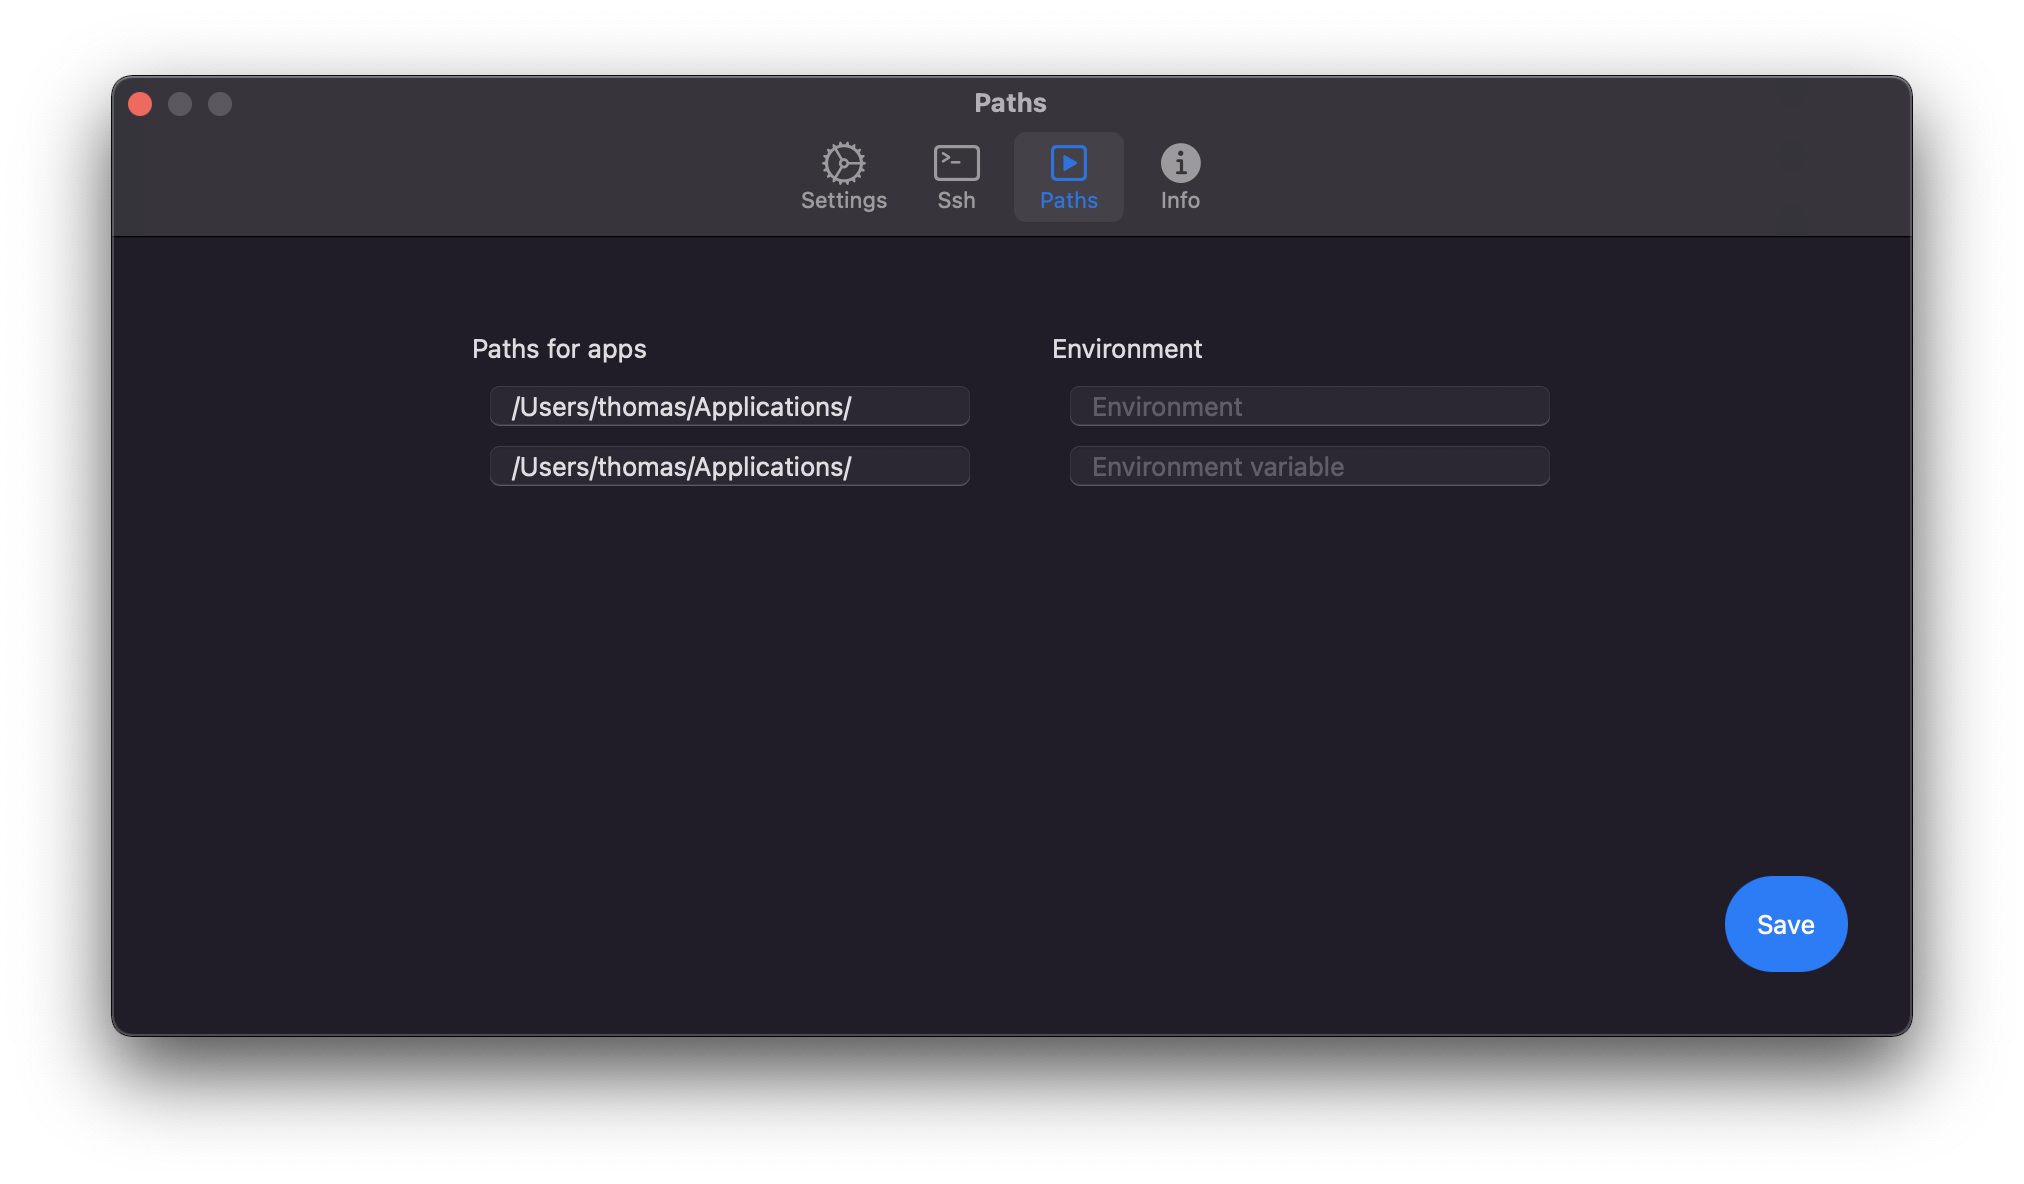 Paths
Settings
Ssh
Paths
Info
Paths for apps
Environment
/Users/thomas/Applications/
Environment
/Users/thomas/Applications/
Environment variable
Save